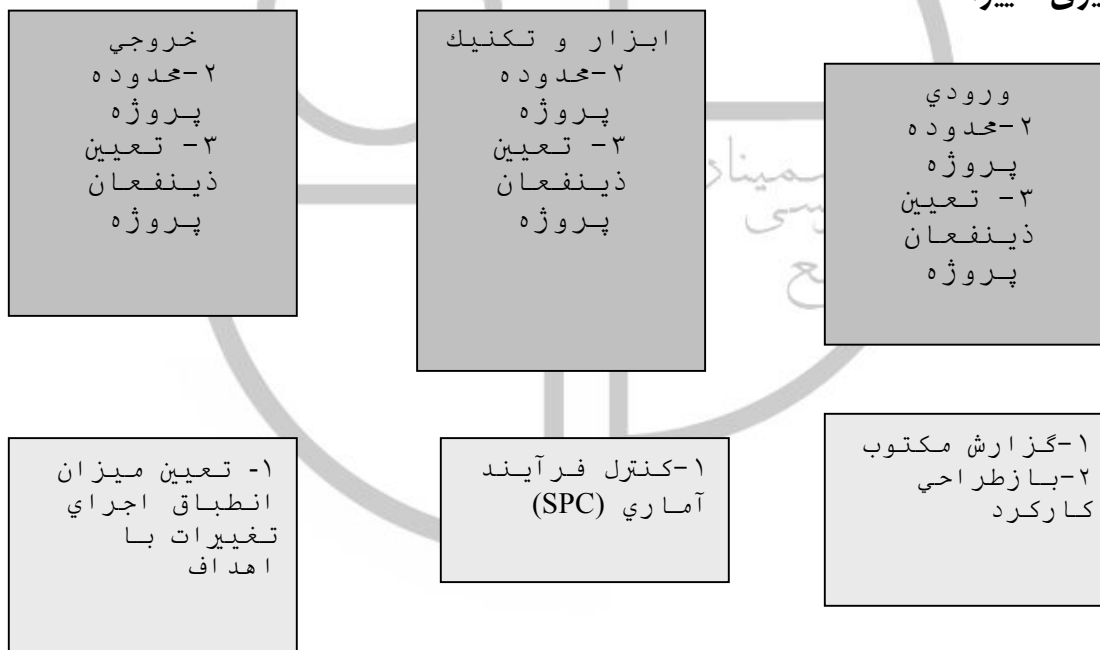 ورودي
۲-محدوده
پروژه
۳- تعيين
ذينفعان
پروژه
ابزار و تكنيك
۲-محدوده
پروژه
۳- تعيين
ذينفعان
پروژه
خروجي
۲-محدوده
پروژه
۳- تعيين
ذينفعان
پروژه
۱-گزارش مكتوب
۲-بازطراحي
كاركرد
۱-كنترل فرآيند
آماري (SPC)
۱- تعيين ميزان
انطباق اجراي
تغييرات با
اهداف